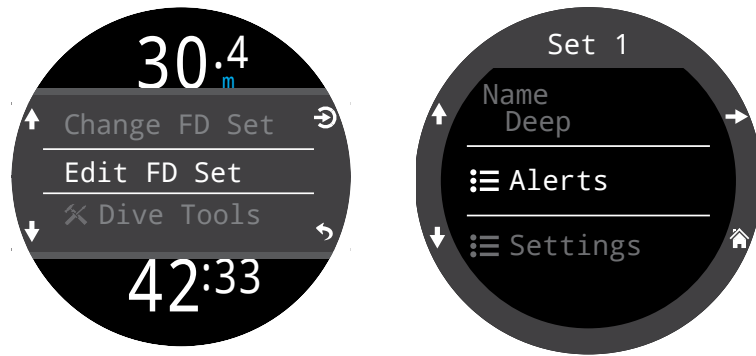 30.4
m
Change FD Set
Edit FD Set
Dive Tools
42:33
Set 1
Name
Deep
Alerts
Settings